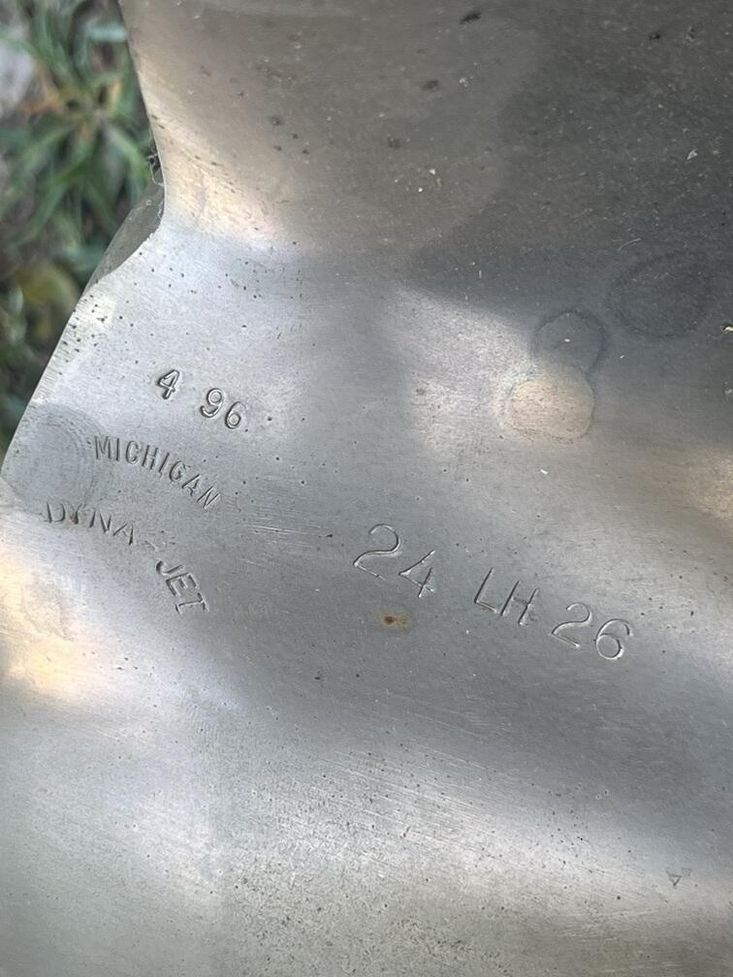 4 96
MICHIGAN
DYNA-JET
24 LH 26